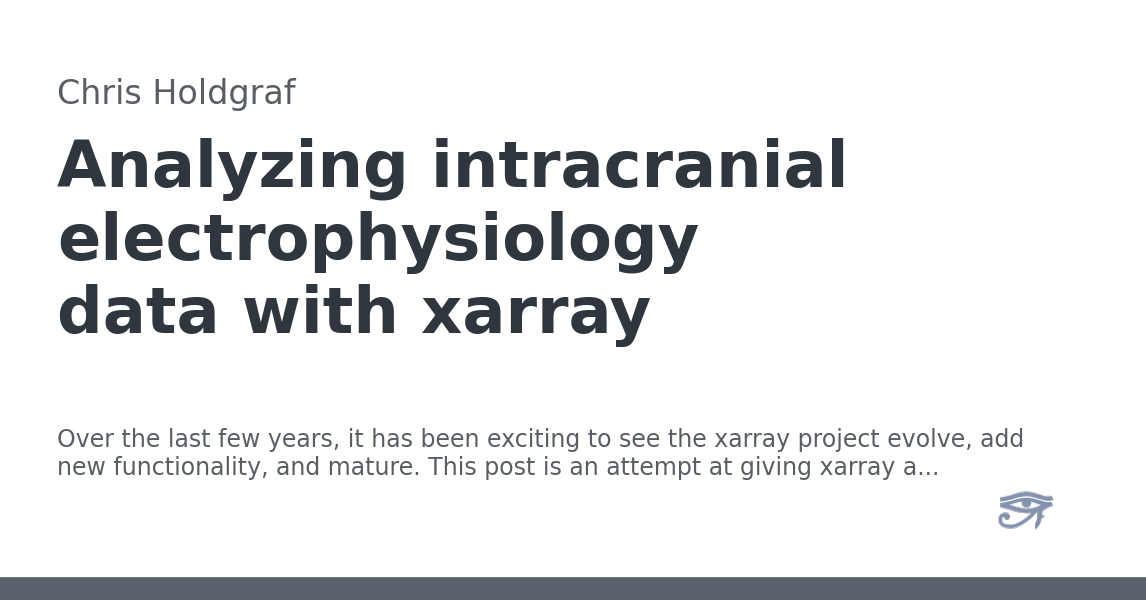 Chris Holdgraf
Analyzing intracranial
electrophysiology
data with xarray
Over the last few years, it has been exciting to see the xarray project evolve, add
new functionality, and mature. This post is an attempt at giving xarray a...